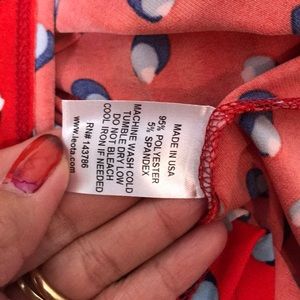 MADE IN USA
95% POLYESTER
5% SPANDEX
MACHINE WASH COLD
TUMBLE DRY LOW
DO NOT BLEACH
COOL IRON IF NEEDED
RN# 143786
www.leota.com